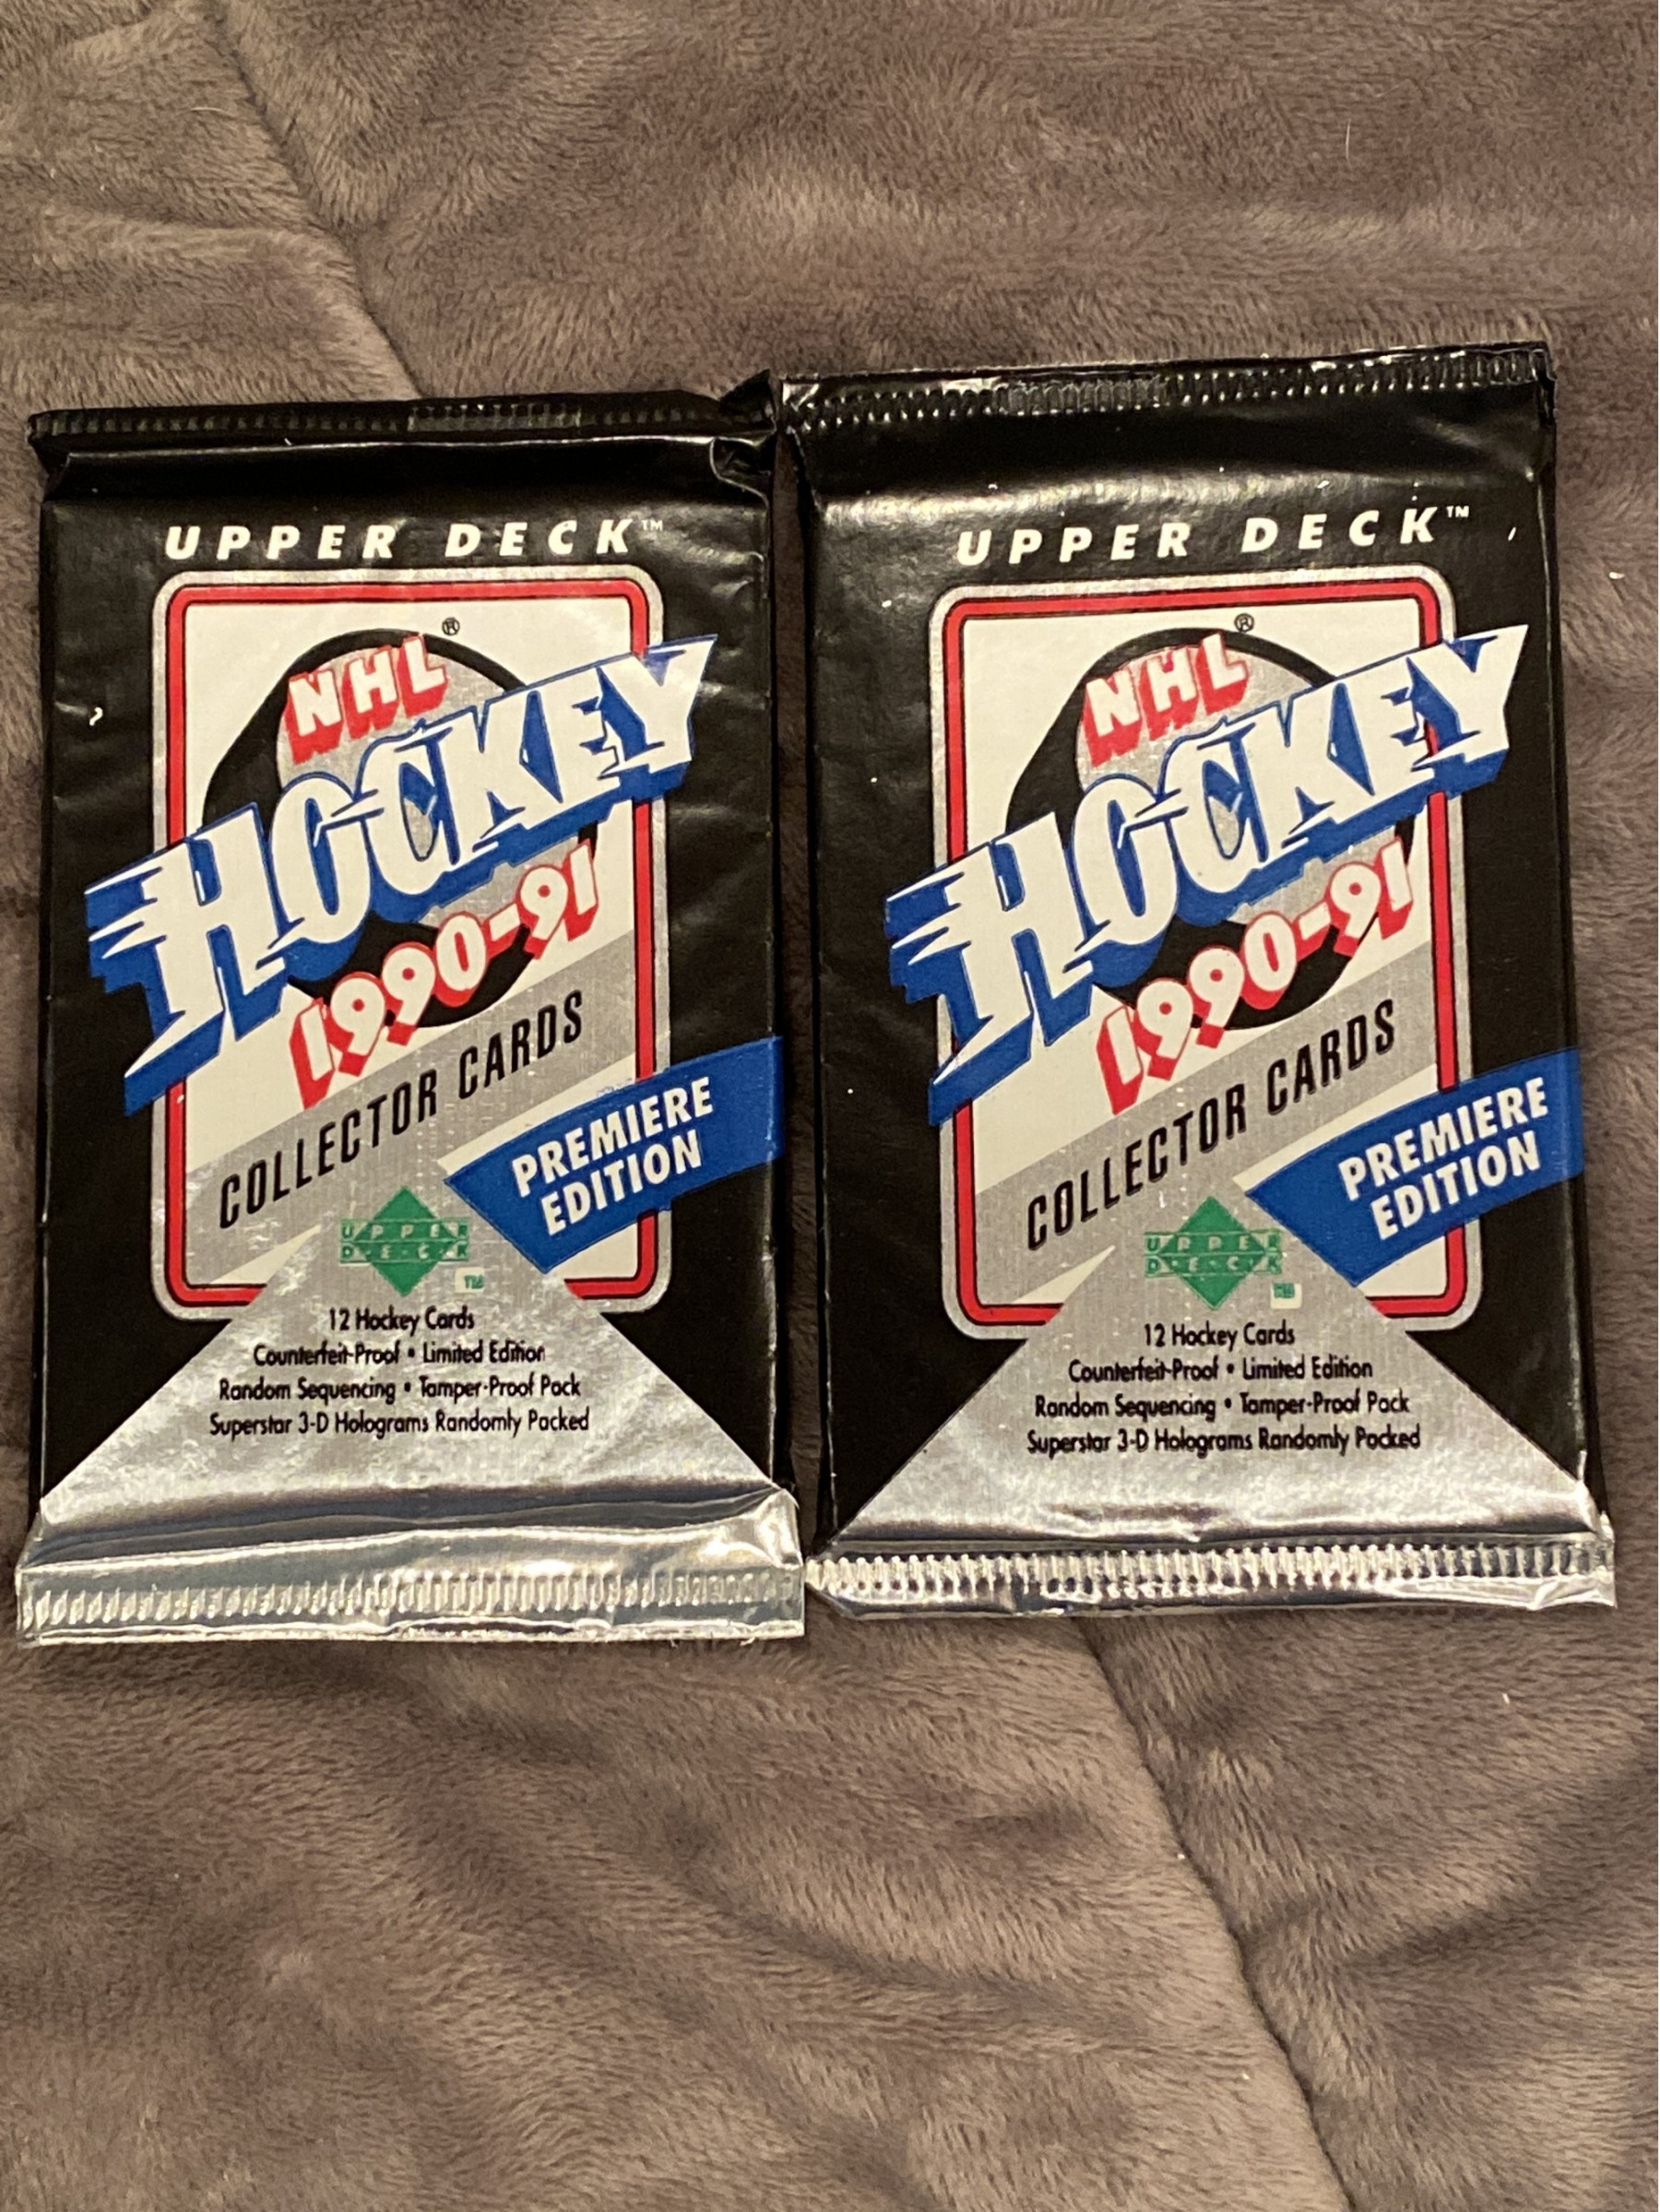 UPPER DECK™
NHL®
HOCKEY
1990-91
COLLECTOR CARDS
PREMIERE
EDITION
UPPER
D·E·C·K
TM
12 Hockey Cards
Counterfeit-Proof • Limited Edition
Random Sequencing • Tamper-Proof Pack
Superstar 3-D Holograms Randomly Packed
UPPER DECK™
NHL®
HOCKEY
1990-91
COLLECTOR CARDS
PREMIERE
EDITION
UPPER
D·E·C·K
TM
12 Hockey Cards
Counterfeit-Proof • Limited Edition
Random Sequencing • Tamper-Proof Pack
Superstar 3-D Holograms Randomly Packed